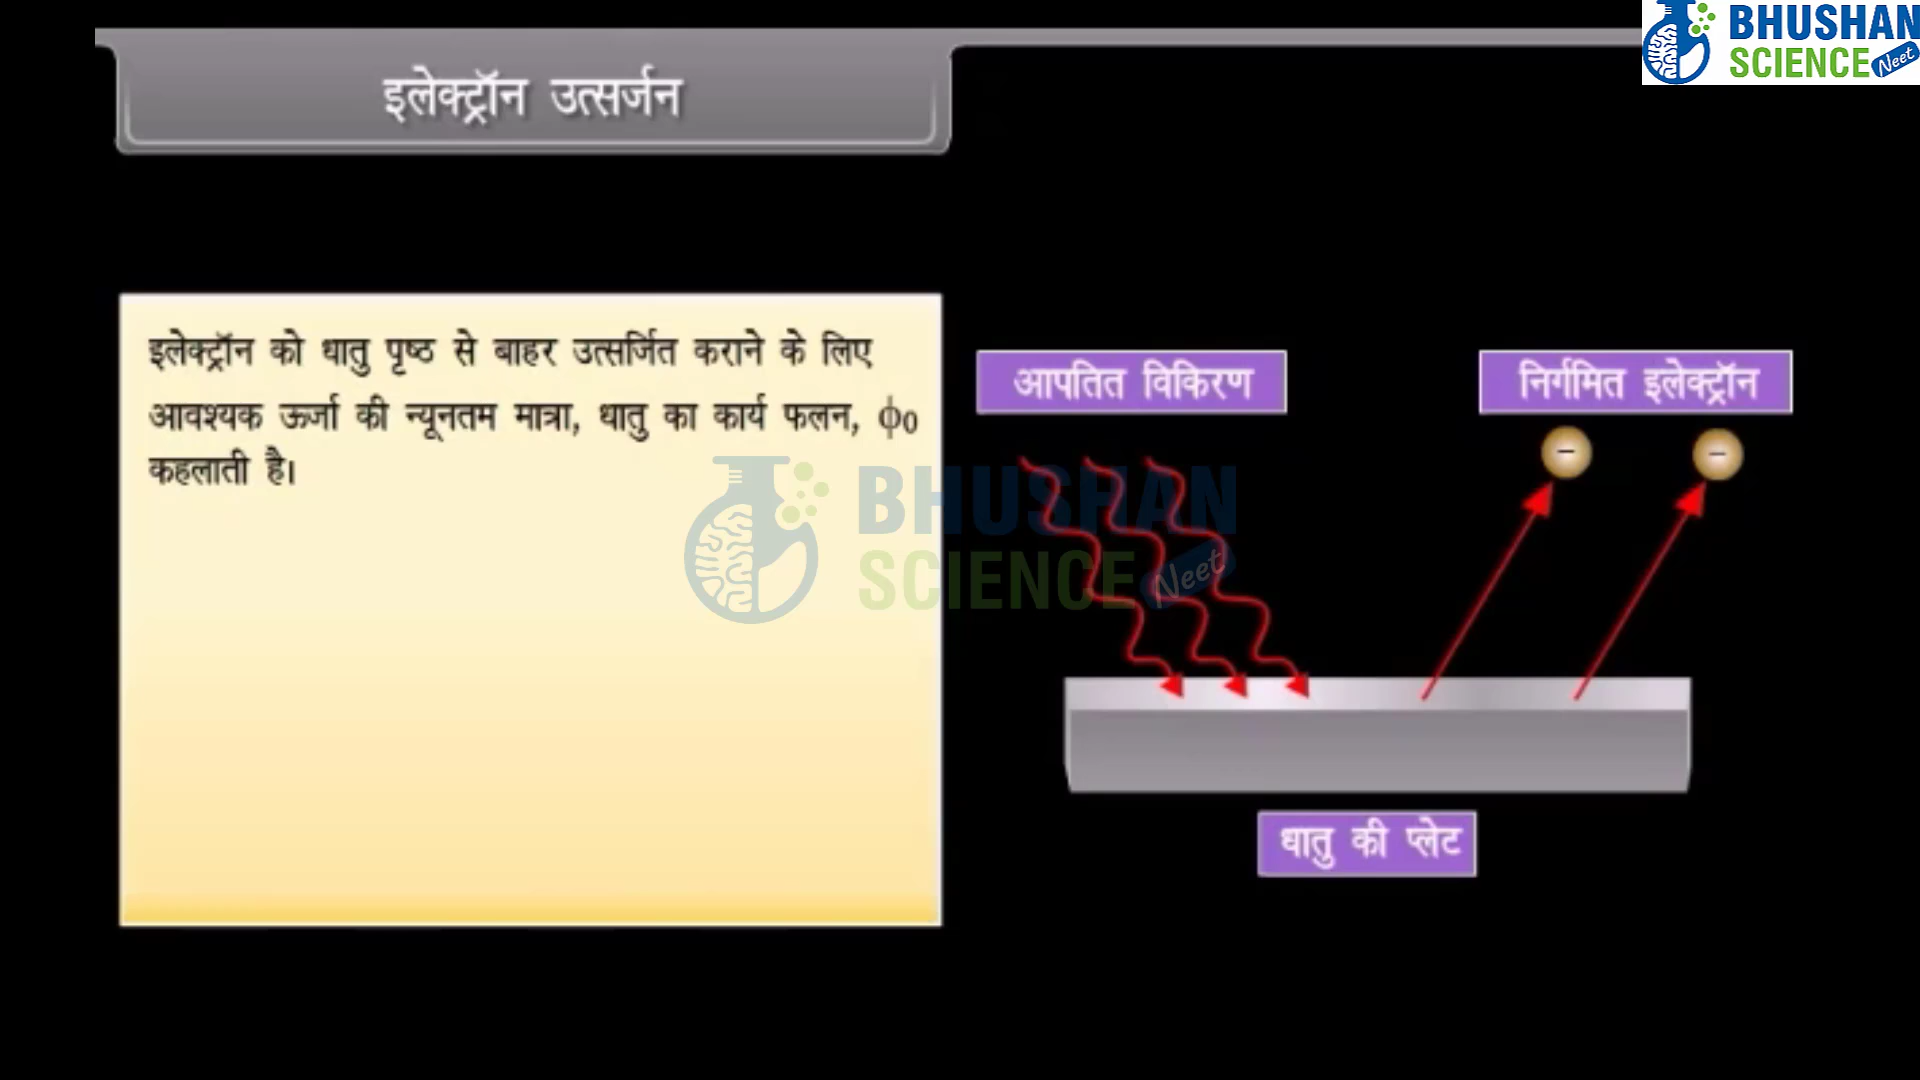 BHUSHAN
SCIENCE Neet
इलेक्ट्रॉन उत्सर्जन
इलेक्ट्रॉन को धातु पृष्ठ से बाहर उत्सर्जित कराने के लिए
आवश्यक ऊर्जा की न्यूनतम मात्रा, धातु का कार्य फलन, ϕ₀
कहलाती है।
आपतित विकिरण
निर्गमित इलेक्ट्रॉन
− −
BHUSHAN
SCIENCE Neet
धातु की प्लेट